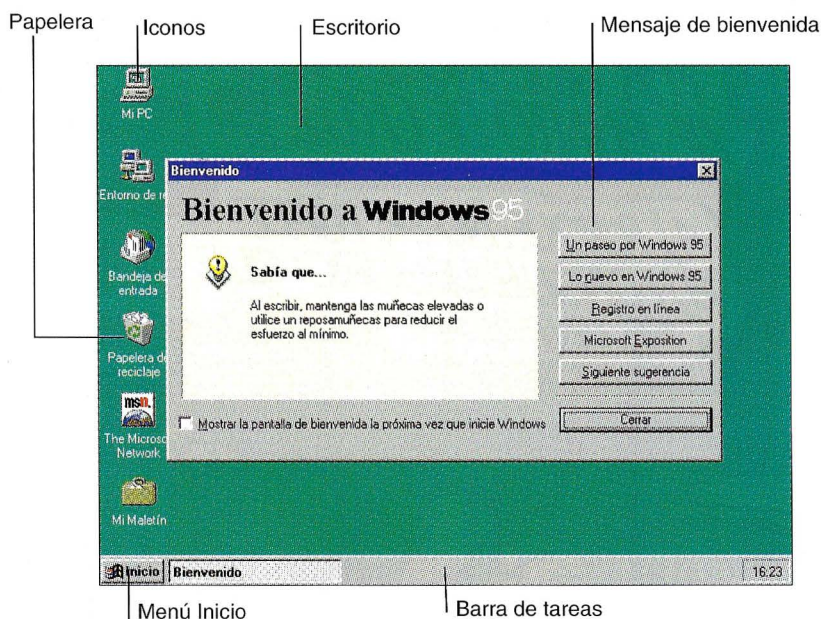 Papelera
Iconos
Escritorio
Mensaje de bienvenida
Mi PC
Entorno de re
Bandeja de
entrada
Papelera de
reciclaje
msn.
The Microso
Network
Mi Maletín
Bienvenido
Bienvenido a Windows 95
Sabía que...
Al escribir, mantenga las muñecas elevadas o
utilice un reposamuñecas para reducir el
esfuerzo al mínimo.
Mostrar la pantalla de bienvenida la próxima vez que inicie Windows
Un paseo por Windows 95
Lo nuevo en Windows 95
Registro en línea
Microsoft Exposition
Siguiente sugerencia
Cerrar
Inicio
Bienvenido
16:23
Menú Inicio
Barra de tareas